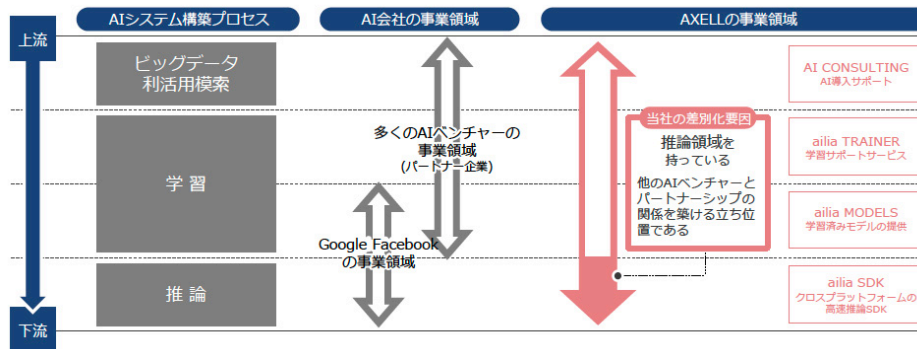 AIシステム構築プロセス
AI会社の事業領域
AXELLの事業領域
上流
下流
ビッグデータ
利活用模索
学習
推論
多くのAIベンチャーの
事業領域
(パートナー企業)
Google Facebook
の事業領域
当社の差別化要因
推論領域を
持っている
他のAIベンチャーと
パートナーシップの
関係を築ける立ち位
置である
AI CONSULTING
AI導入サポート
ailia TRAINER
学習サポートサービス
ailia MODELS
学習済みモデルの提供
ailia SDK
クロスプラットフォームの
高速推論SDK